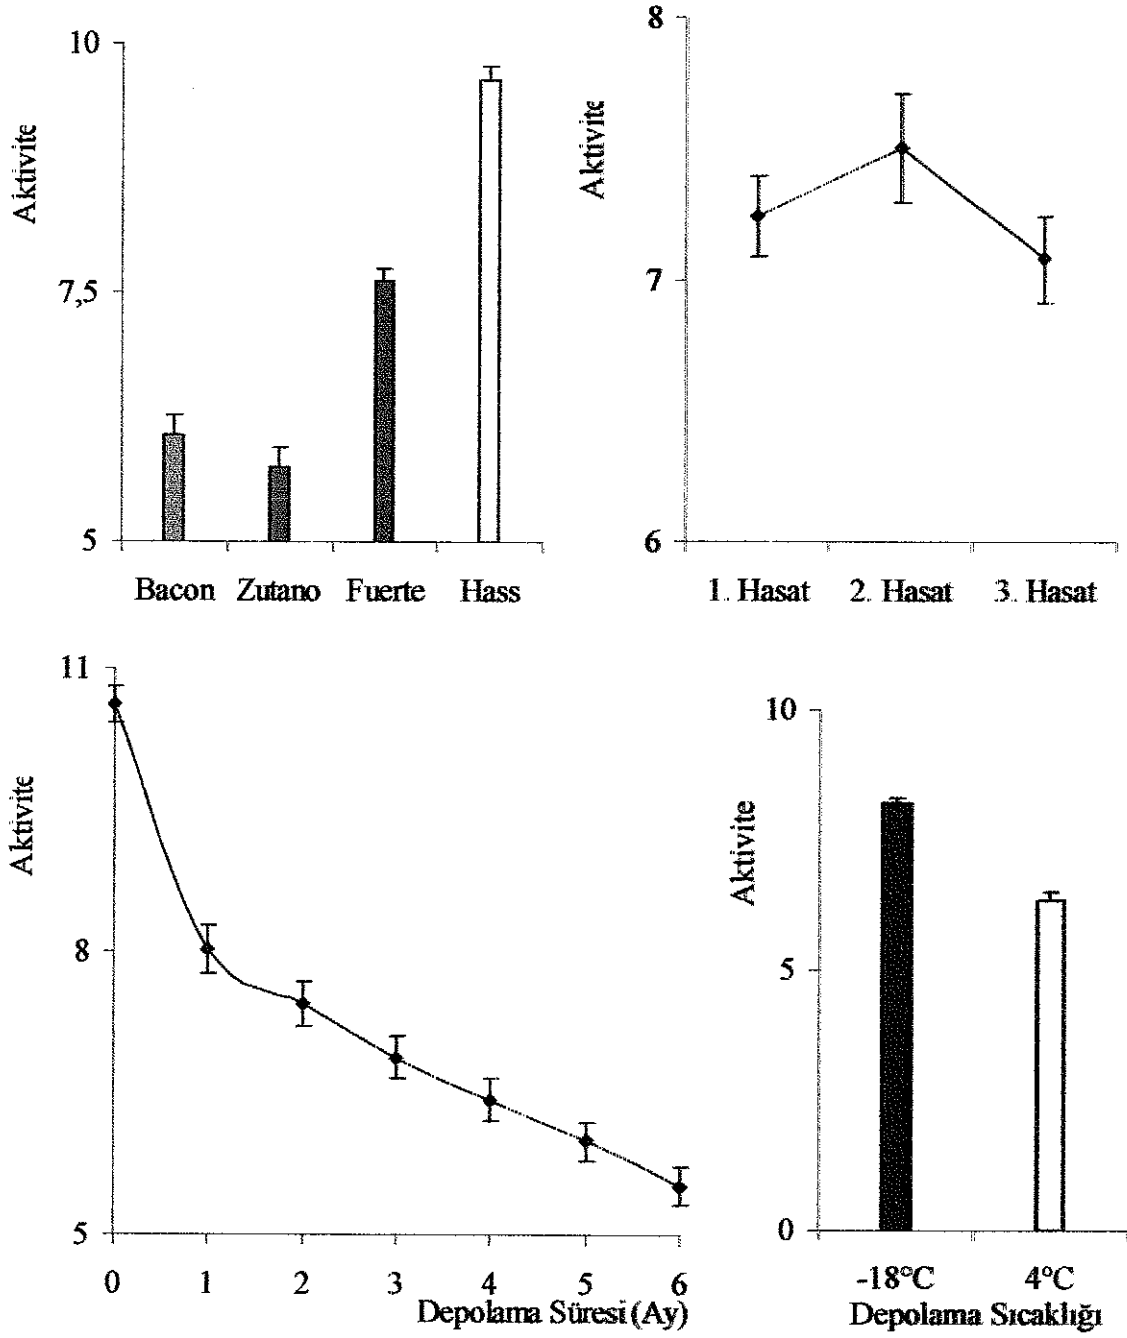 10
7,5
5
Aktivite
Bacon Zutano Fuerte Hass
8
7
6
Aktivite
1. Hasat 2. Hasat 3. Hasat
11
8
5
Aktivite
0 1 2 3 4 5 6
Depolama Süresi (Ay)
10
5
0
Aktivite
-18°C 4°C
Depolama Sıcaklığı